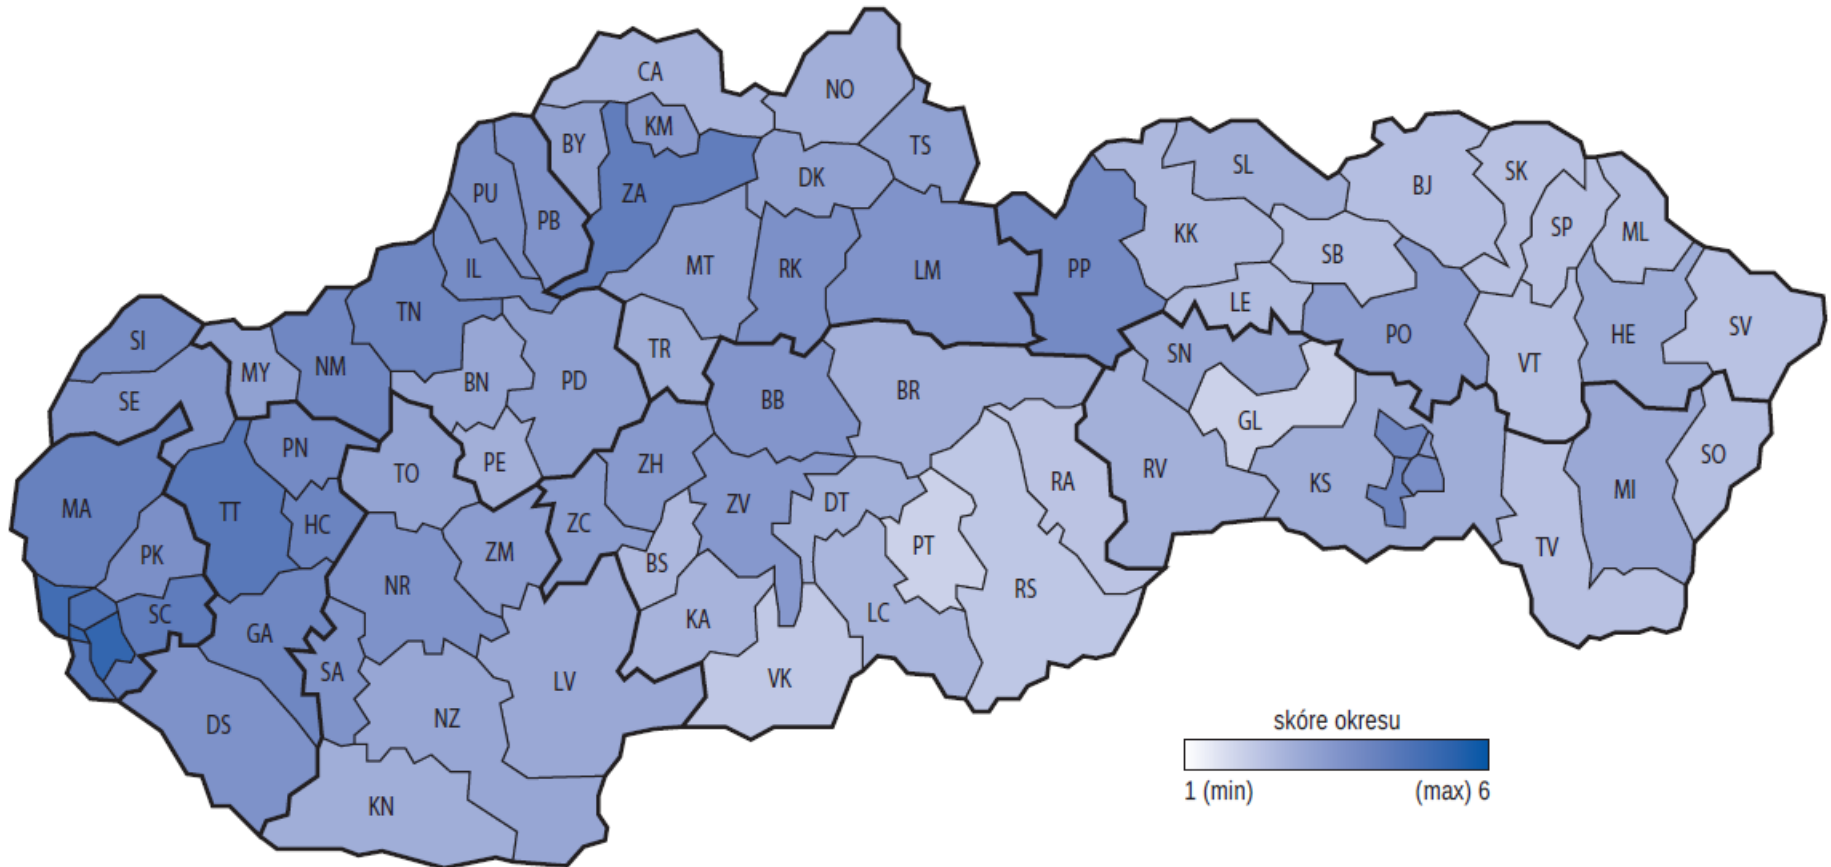 CA
NO
KM
BY
TS
DK
ZA
PU
PB
SL
BJ
SK
SP
ML
KK
SB
IL
MT
RK
LM
PP
LE
TN
SI
PO
HE
SV
MY
NM
TR
SN
VT
BN
PD
BB
BR
SE
GL
PN
TO
PE
ZH
RV
KS
RA
MI
SO
MA
TT
HC
ZC
ZV
DT
PK
ZM
BS
PT
TV
NR
RS
SC
GA
KA
LC
SA
LV
VK
DS
NZ
KN
skóre okresu
1 (min)
(max) 6